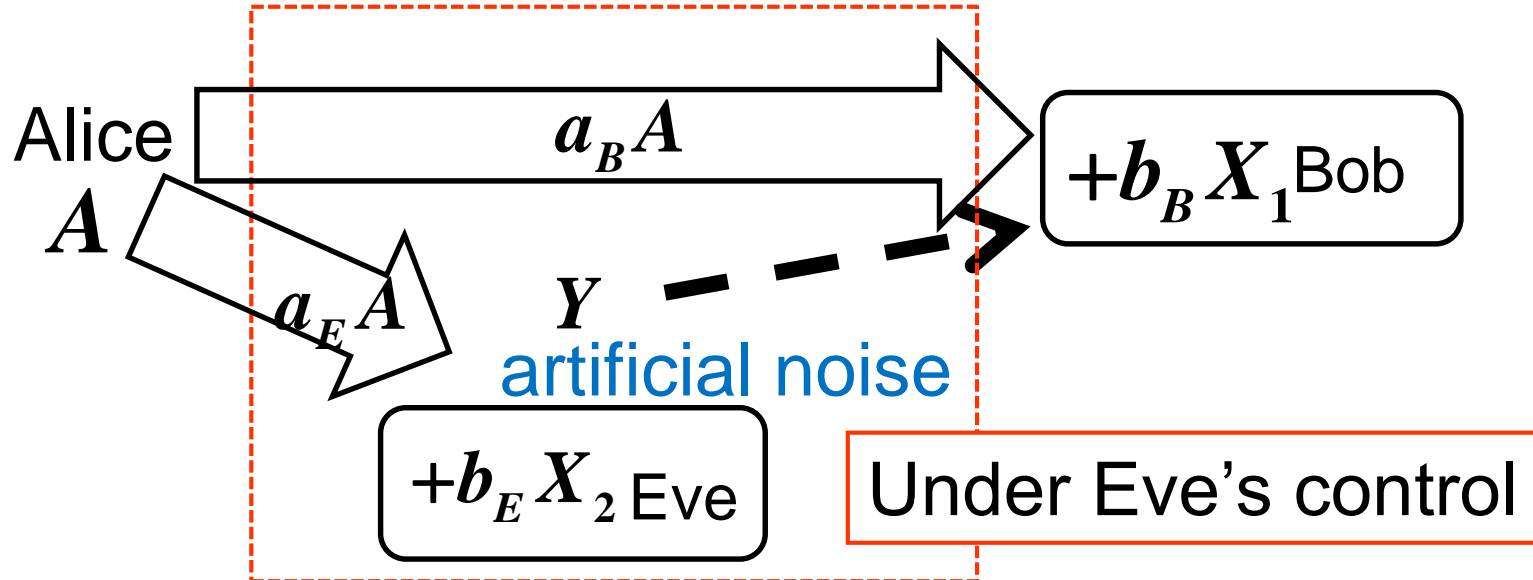 Alice
A
a_B A
+b_B X_1 Bob
a_E A
Y
artificial noise
+b_E X_2 Eve
Under Eve's control